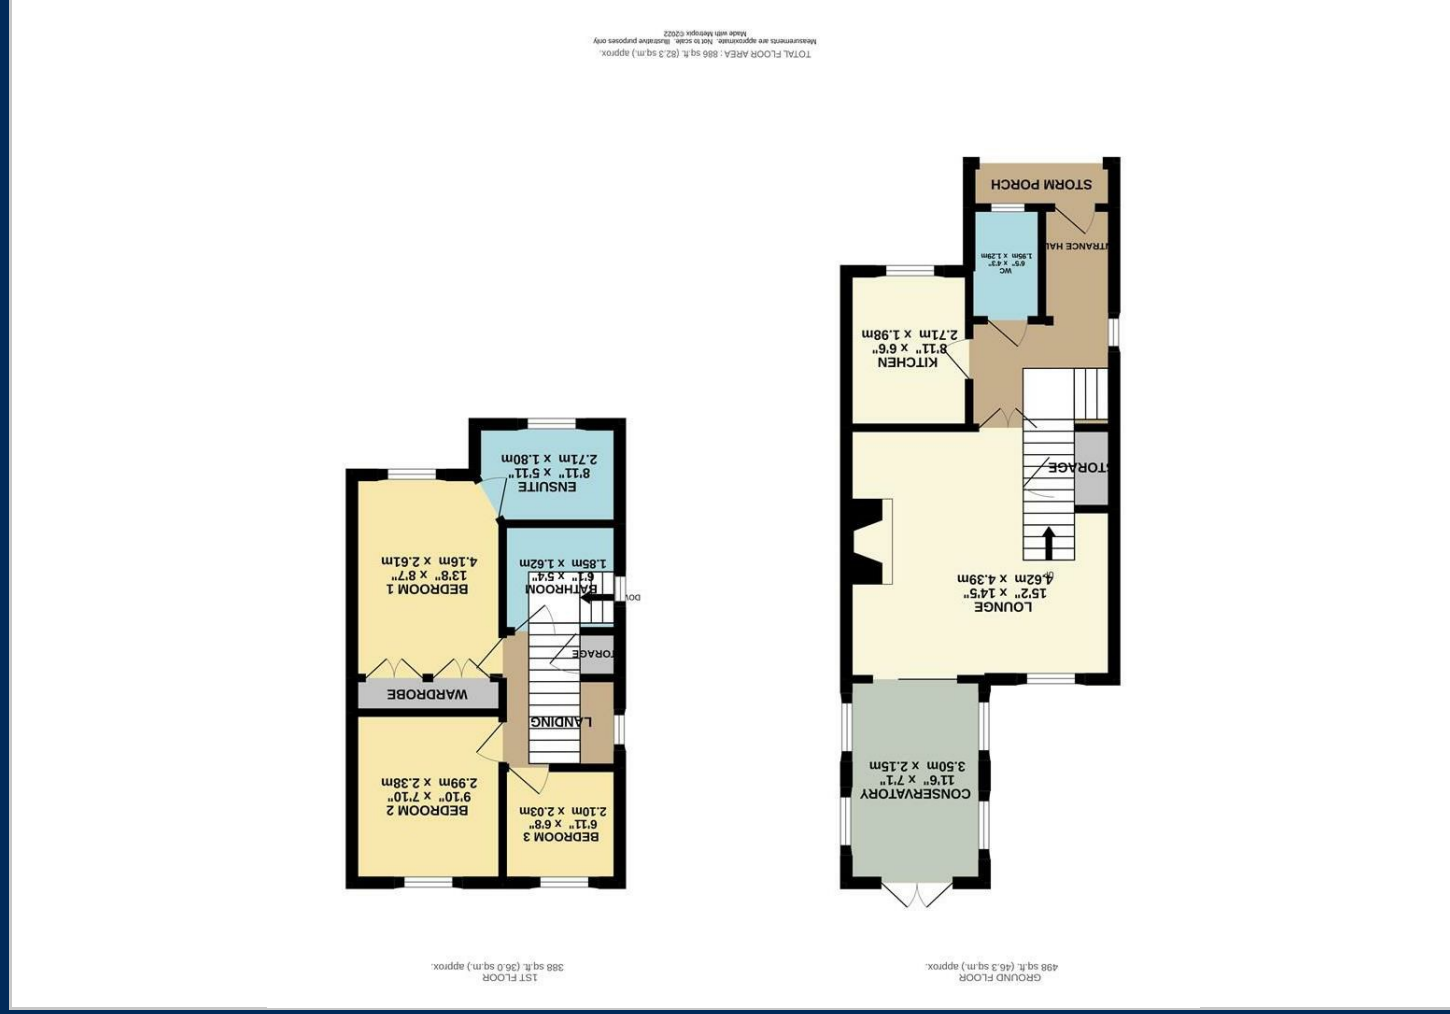 GROUND FLOOR
498 sq.ft. (46.3 sq.m.) approx.
1ST FLOOR
388 sq.ft. (36.0 sq.m.) approx.
CONSERVATORY
11'6" x 7'1"
3.50m x 2.15m
LOUNGE
15'2" x 14'5"
4.62m x 4.39m
UP
STORAGE
KITCHEN
8'11" x 6'6"
2.71m x 1.98m
WC
6'5" x 4'3"
1.95m x 1.29m
NTRANCE HAL
STORM PORCH
BEDROOM 3
6'11" x 6'8"
2.10m x 2.03m
BEDROOM 2
9'10" x 7'10"
2.99m x 2.38m
LANDING
WARDROBE
TORAGE
BATHROOM
6'1" x 5'4"
1.85m x 1.62m
BEDROOM 1
13'8" x 8'7"
4.16m x 2.61m
ENSUITE
8'11" x 5'11"
2.71m x 1.80m
TOTAL FLOOR AREA : 886 sq.ft. (82.3 sq.m.) approx.
Measurements are approximate. Not to scale. Illustrative purposes only
Made with Metropix ©2022